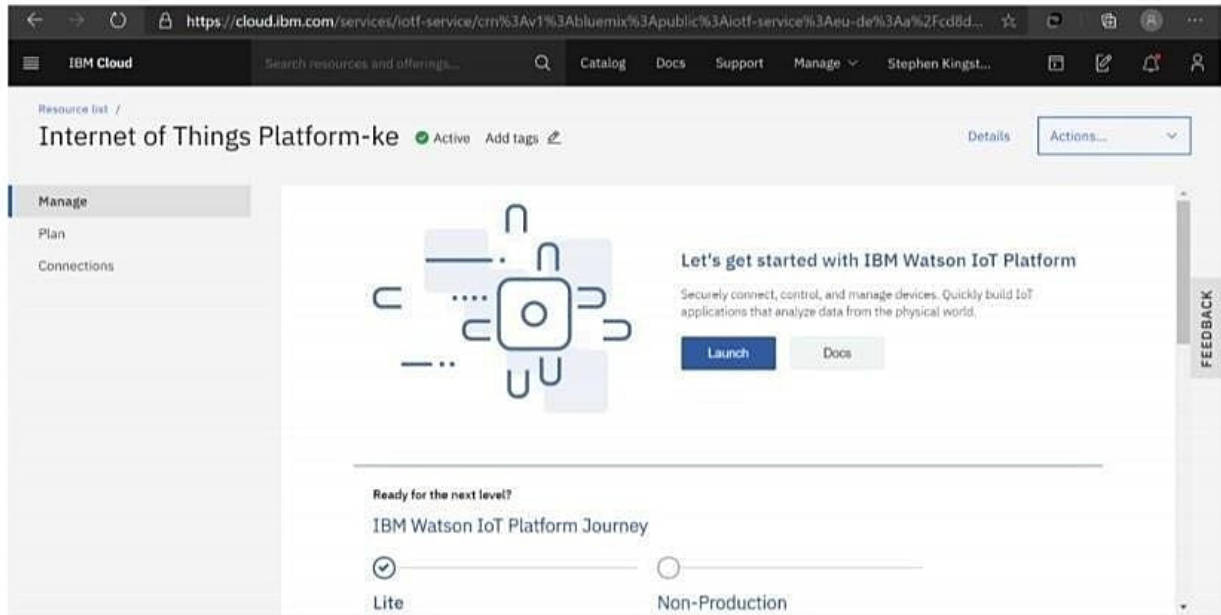 https://cloud.ibm.com/services/iotf-service/crn%3Av1%3Abluemix%3Apublic%3Aiotf-service%3Aeu-de%3Aa%2Fcd8d...
IBM Cloud Search resources and offerings... Catalog Docs Support Manage Stephen Kingst...
Resource list /
Internet of Things Platform-ke Active Add tags Details Actions...
Manage
Plan
Connections
Let's get started with IBM Watson IoT Platform
Securely connect, control, and manage devices. Quickly build IoT
applications that analyze data from the physical world.
Launch Docs
FEEDBACK
Ready for the next level?
IBM Watson IoT Platform Journey
Lite Non-Production